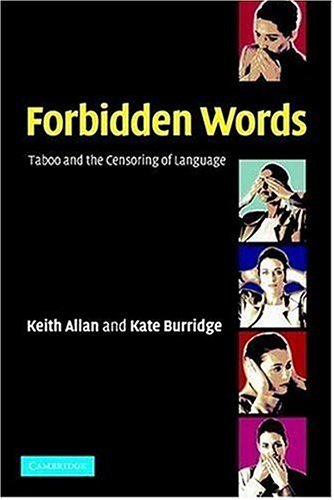 Forbidden Words
Taboo and the Censoring of Language
Keith Allan and Kate Burridge
CAMBRIDGE